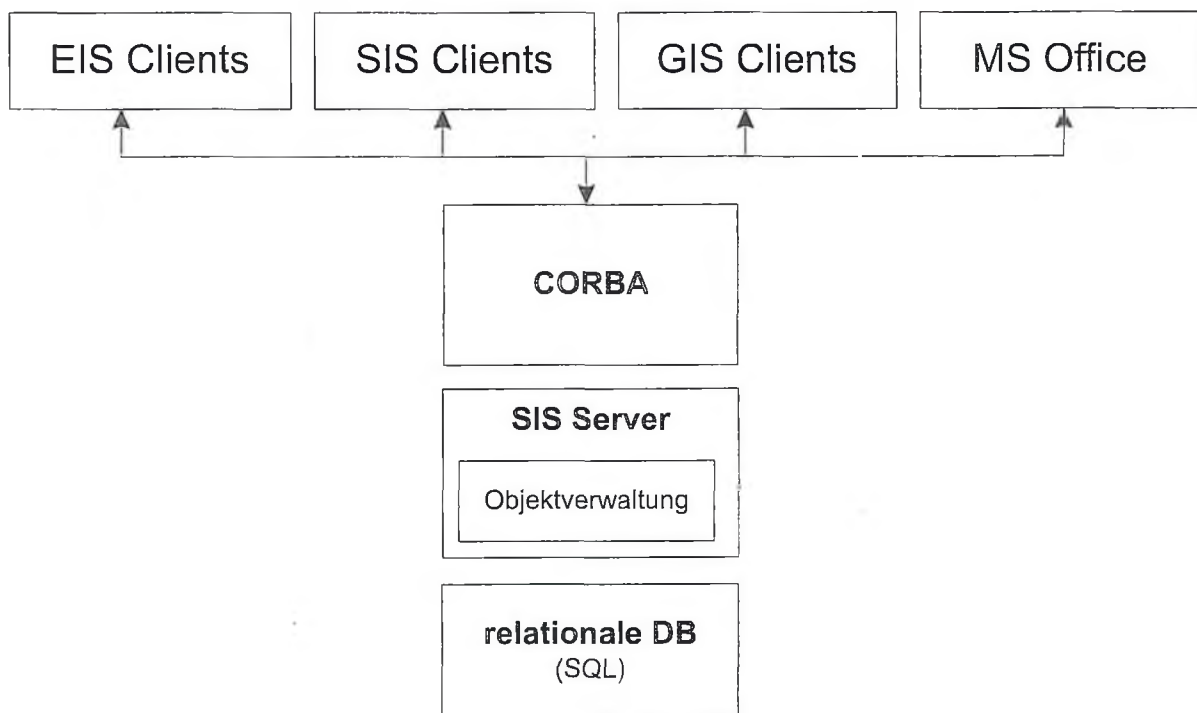 EIS Clients
SIS Clients
GIS Clients
MS Office
CORBA
SIS Server
Objektverwaltung
relationale DB
(SQL)